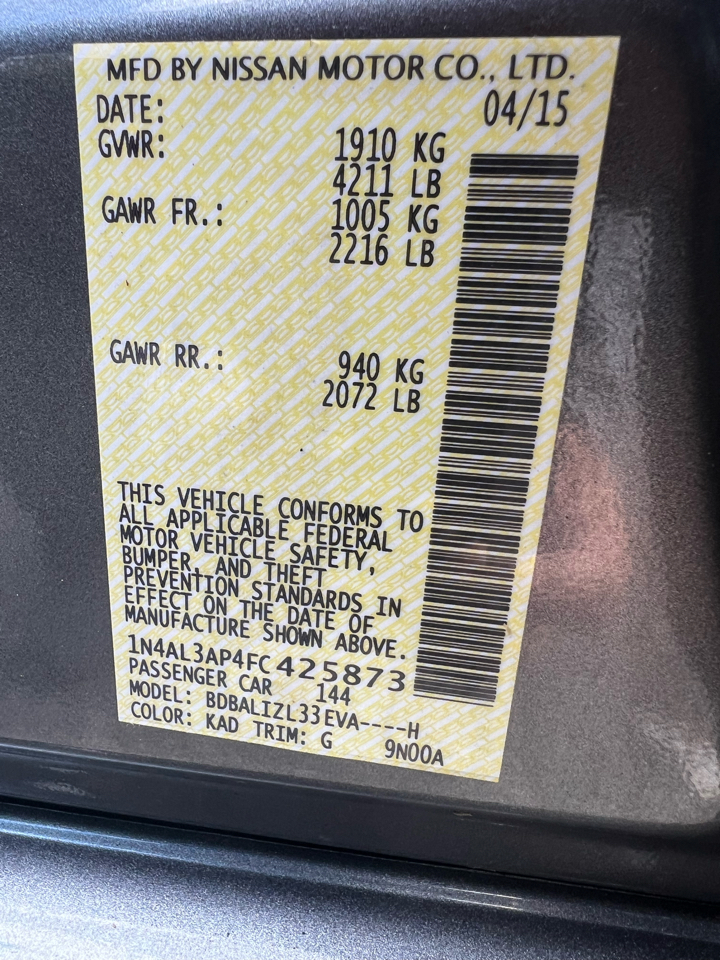 MFD BY NISSAN MOTOR CO., LTD.
DATE: 04/15
GVWR: 1910 KG
4211 LB
GAWR FR.: 1005 KG
2216 LB
GAWR RR.: 940 KG
2072 LB
THIS VEHICLE CONFORMS TO
ALL APPLICABLE FEDERAL
MOTOR VEHICLE SAFETY,
BUMPER, AND THEFT
PREVENTION STANDARDS IN
EFFECT ON THE DATE OF
MANUFACTURE SHOWN ABOVE.
1N4AL3AP4FC425873
PASSENGER CAR 144
MODEL: BDBALIZL33EVA----H
COLOR: KAD TRIM: G 9N00A